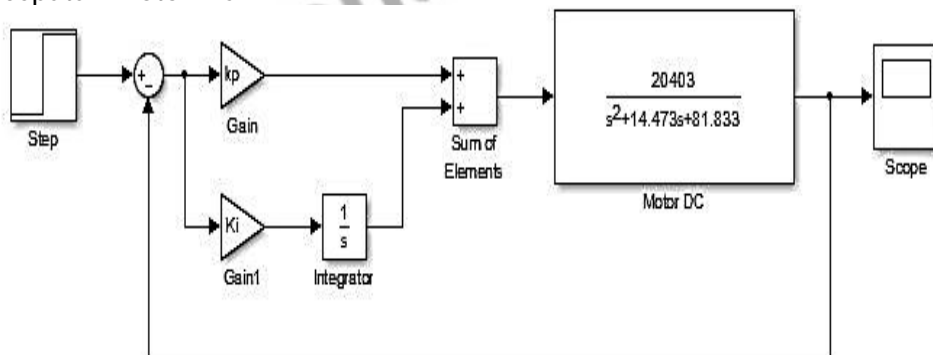 Step
+
−
kp
Gain
Ki
Gain1
1
s
Integrator
+
+
Sum of
Elements
20403
s²+14.473s+81.833
Motor DC
Scope